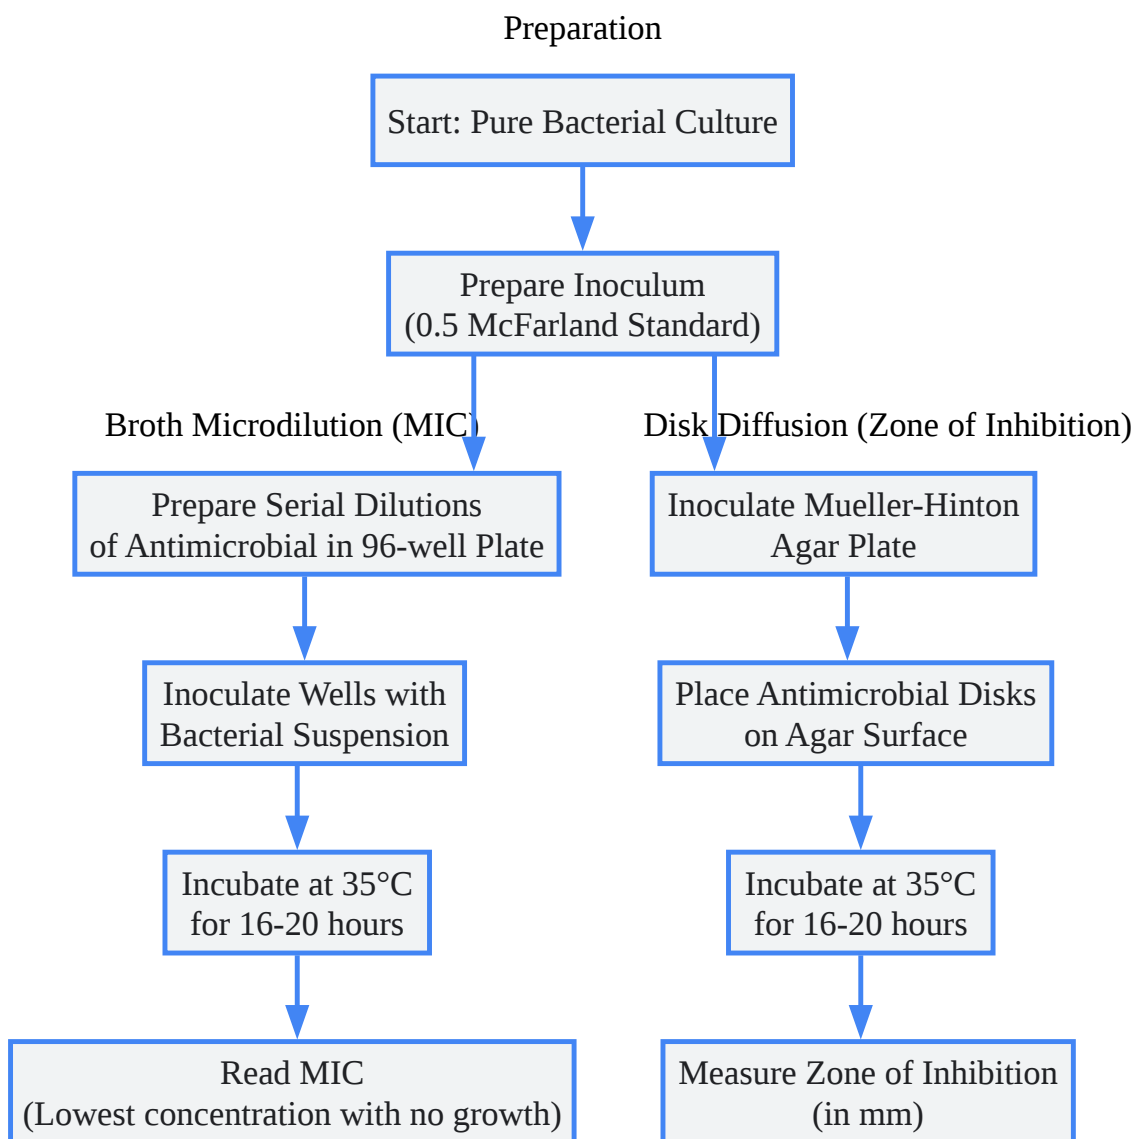 Preparation
Start: Pure Bacterial Culture
Prepare Inoculum
(0.5 McFarland Standard)
Broth Microdilution (MIC)
Prepare Serial Dilutions
of Antimicrobial in 96-well Plate
Inoculate Wells with
Bacterial Suspension
Incubate at 35°C
for 16-20 hours
Read MIC
(Lowest concentration with no growth)
Disk Diffusion (Zone of Inhibition)
Inoculate Mueller-Hinton
Agar Plate
Place Antimicrobial Disks
on Agar Surface
Incubate at 35°C
for 16-20 hours
Measure Zone of Inhibition
(in mm)